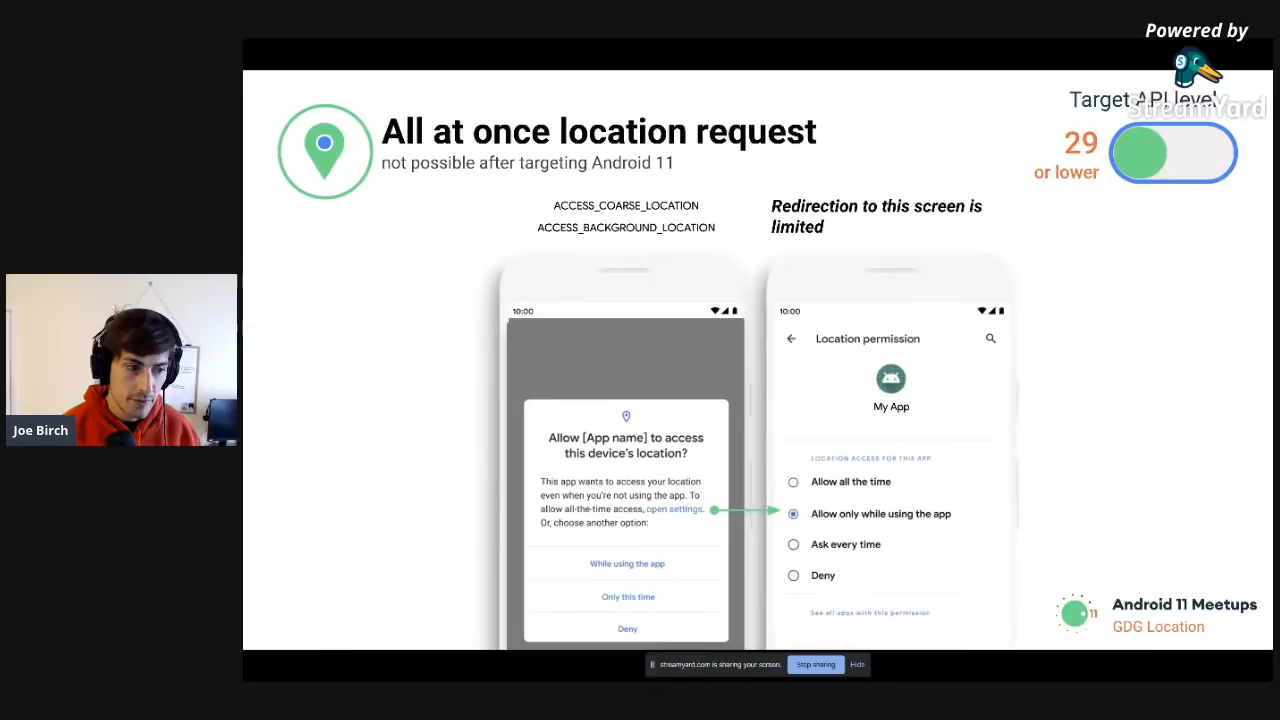 Powered by
StreamYard
Target API level
29
or lower
All at once location request
not possible after targeting Android 11
ACCESS_COARSE_LOCATION
ACCESS_BACKGROUND_LOCATION
Redirection to this screen is
limited
10:00
Allow [App name] to access
this device's location?
This app wants to access your location
even when you're not using the app. To
allow all-the-time access, open settings.
Or, choose another option:
While using the app
Only this time
Deny
10:00
Location permission
My App
LOCATION ACCESS FOR THIS APP
Allow all the time
Allow only while using the app
Ask every time
Deny
See all apps with this permission
Joe Birch
11
Android 11 Meetups
GDG Location
streamyard.com is sharing your screen.
Stop sharing
Hide